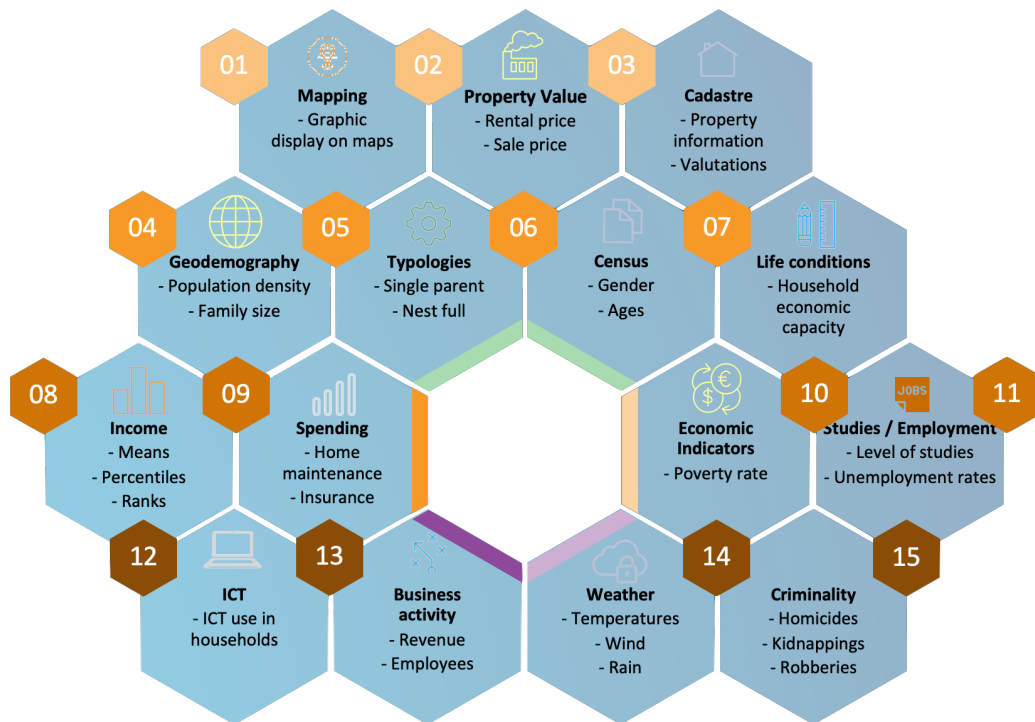 01
Mapping
- Graphic
display on maps
02
Property Value
- Rental price
- Sale price
03
Cadastre
- Property
information
- Valutations
04
Geodemography
- Population density
- Family size
05
Typologies
- Single parent
- Nest full
06
Census
- Gender
- Ages
07
Life conditions
- Household
economic
capacity
08
Income
- Means
- Percentiles
- Ranks
09
Spending
- Home
maintenance
- Insurance
€
$
Economic
Indicators
- Poverty rate
10
JOBS
Studies / Employment
- Level of studies
- Unemployment rates
11
12
ICT
- ICT use in
households
13
Business
activity
- Revenue
- Employees
Weather
- Temperatures
- Wind
- Rain
14
Criminality
- Homicides
- Kidnappings
- Robberies
15